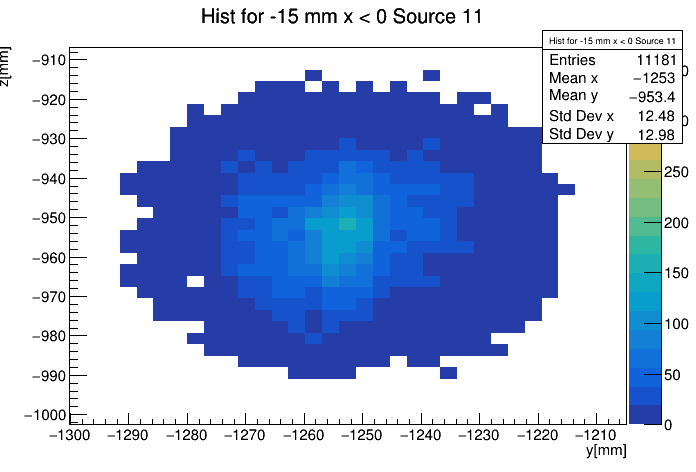 Hist for -15 mm x < 0 Source 11
z[mm]
Hist for -15 mm x < 0 Source 11
Entries 11181
Mean x −1253
Mean y −953.4
Std Dev x 12.48
Std Dev y 12.98
−910
−920
−930
−940
−950
−960
−970
−980
−990
−1000
250
200
150
100
50
0
−1300 −1290 −1280 −1270 −1260 −1250 −1240 −1230 −1220 −1210
y[mm]